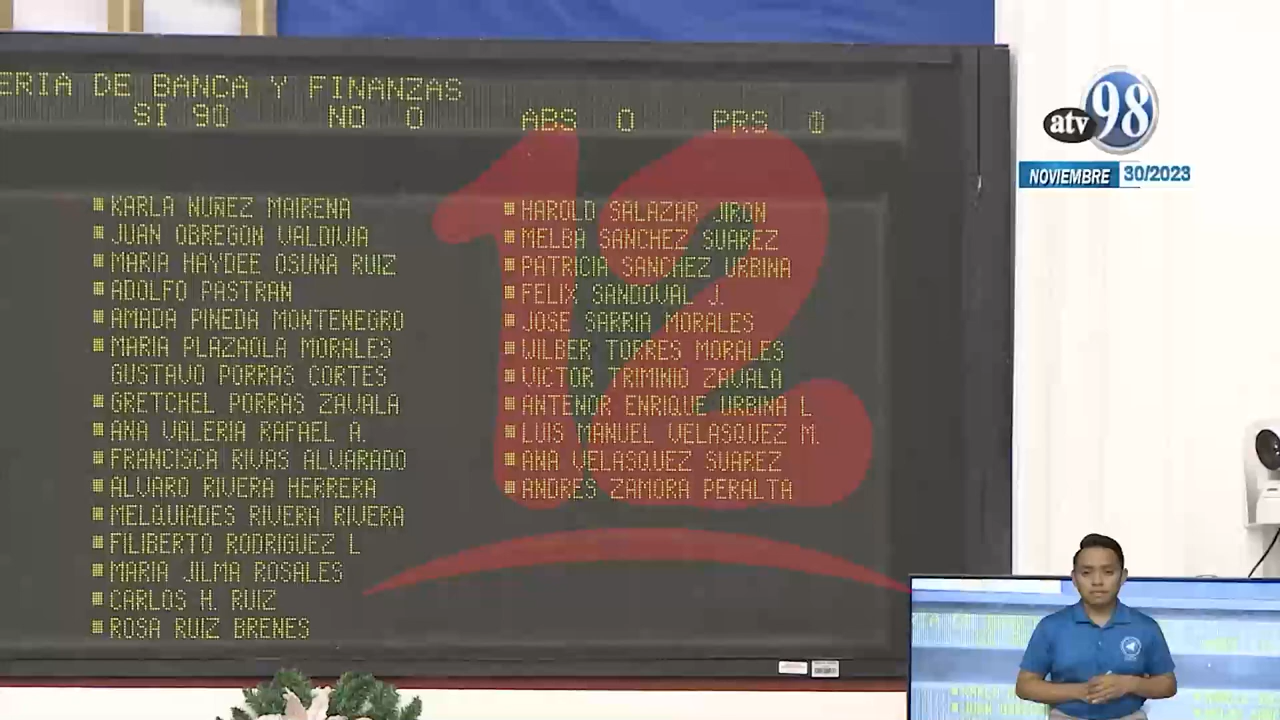 ERIA DE BANCA Y FINANZAS
SI 90 NO 0 ABS 0 PRS 0
KARLA NUÑEZ MAIRENA
JUAN OBREGON VALDIVIA
MARIA HAYDEE OSUNA RUIZ
ADOLFO PASTRAN
AMADA PINEDA MONTENEGRO
MARIA PLAZAOLA MORALES
GUSTAVO PORRAS CORTES
GRETCHEL PORRAS ZAVALA
ANA VALERIA RAFAEL A.
FRANCISCA RIVAS ALVARADO
ALVARO RIVERA HERRERA
MELQUIADES RIVERA RIVERA
FILIBERTO RODRIGUEZ L
MARIA JILMA ROSALES
CARLOS H. RUIZ
ROSA RUIZ BRENES
HAROLD SALAZAR JIRON
MELBA SANCHEZ SUAREZ
PATRICIA SANCHEZ URBINA
FELIX SANDOVAL J.
JOSE SARRIA MORALES
WILBER TORRES MORALES
VICTOR TRIMINIO ZAVALA
ANTENOR ENRIQUE URBINA L
LUIS MANUEL VELASQUEZ M.
ANA VELASQUEZ SUAREZ
ANDRES ZAMORA PERALTA
12
atv 98
NOVIEMBRE 30/2023